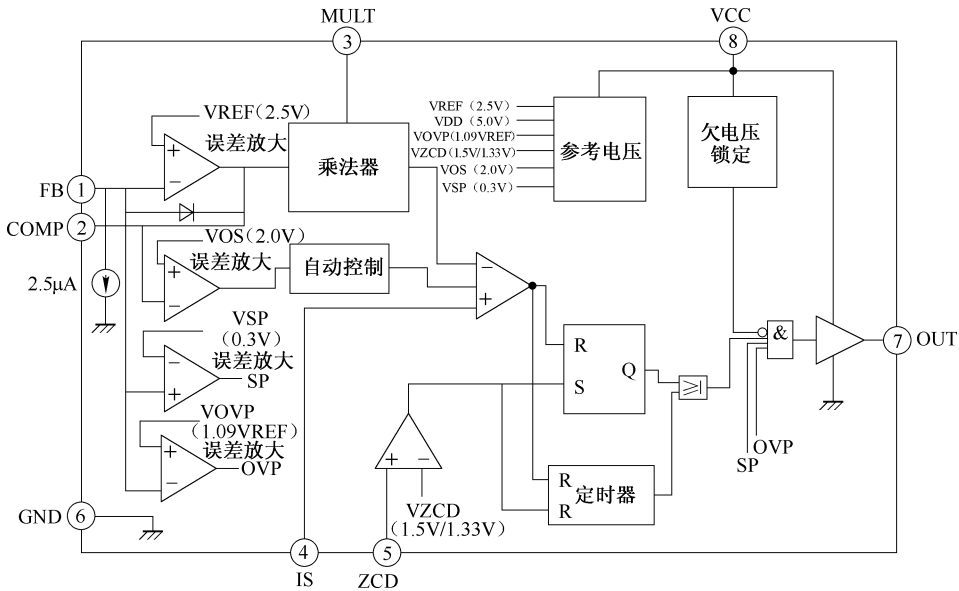 MULT
3
VCC
8
VREF(2.5V)
误差放大
+
−
乘法器
VREF（2.5V）
VDD（5.0V）
VOVP(1.09VREF)
VZCD(1.5V/1.33V)
VOS（2.0V）
VSP（0.3V）
参考电压
欠电压
锁定
FB
1
COMP
2
VOS(2.0V)
误差放大
+
−
自动控制
2.5μA
−
+
VSP
（0.3V）
误差放大
−
+
SP
R
S
Q
≥1
&
7
OUT
VOVP
（1.09VREF）
误差放大
+
−
OVP
+
−
VZCD
（1.5V/1.33V）
R
R
定时器
OVP
SP
GND
6
4
IS
5
ZCD